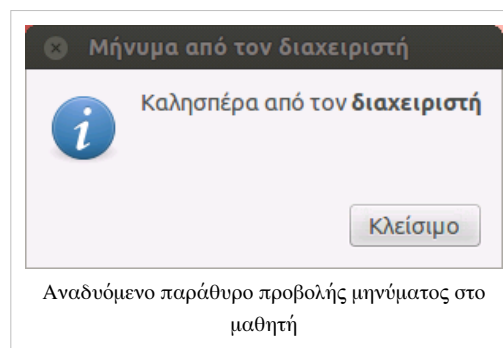 Μήνυμα από τον διαχειριστή
Καλησπέρα από τον διαχειριστή
Κλείσιμο
Αναδυόμενο παράθυρο προβολής μηνύματος στο
μαθητή